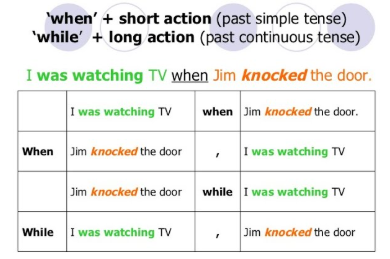 ‘when’ + short action (past simple tense)
‘while’ + long action (past continuous tense)
I was watching TV when Jim knocked the door.
I was watching TV when Jim knocked the door.
When Jim knocked the door , I was watching TV
Jim knocked the door while I was watching TV
While I was watching TV , Jim knocked the door